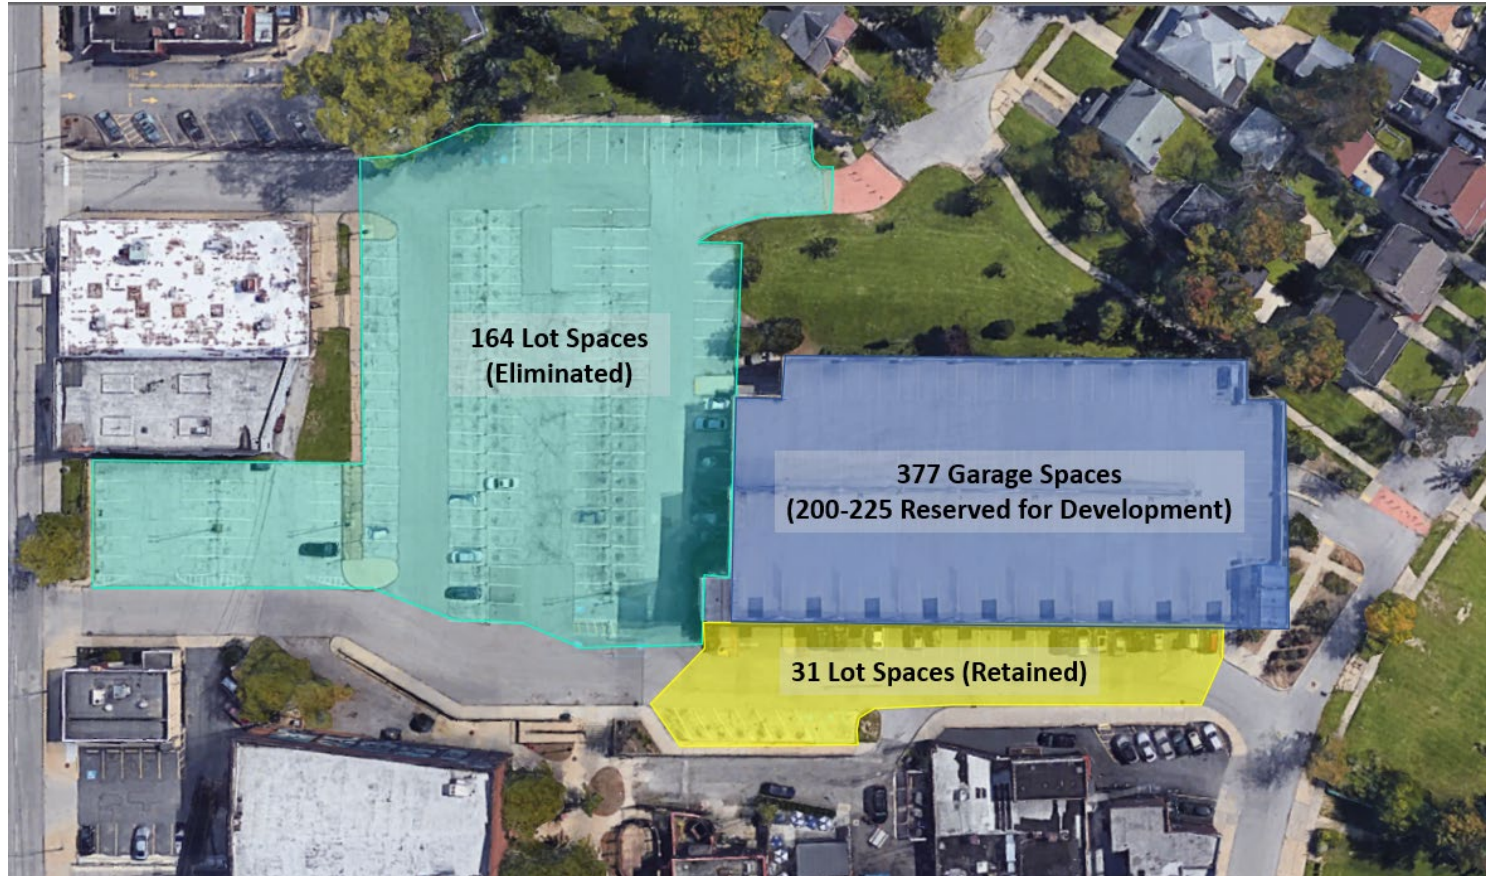 164 Lot Spaces
(Eliminated)
377 Garage Spaces
(200-225 Reserved for Development)
31 Lot Spaces (Retained)